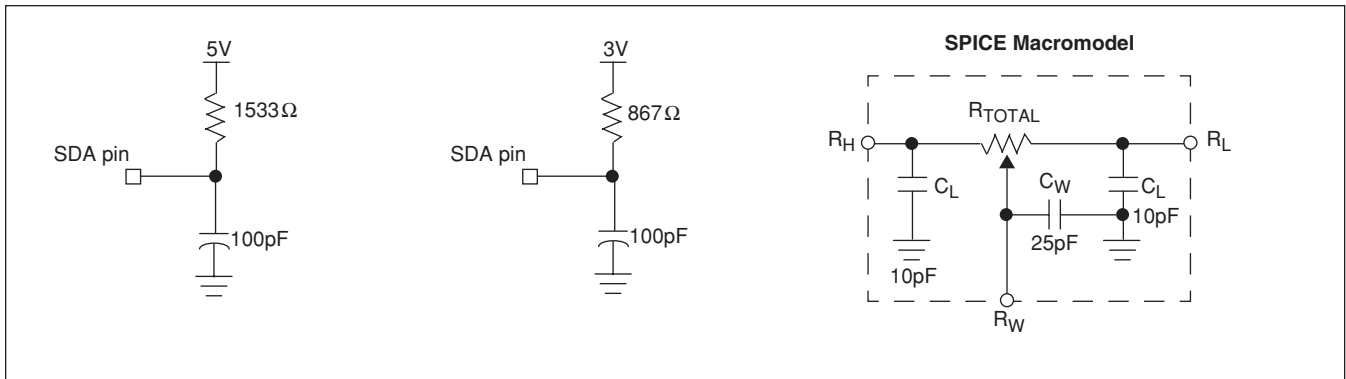 5V
1533Ω
SDA pin
100pF
3V
867Ω
SDA pin
100pF
SPICE Macromodel
RTOTAL
RH
RL
CL
CW
CL
10pF
25pF
10pF
RW